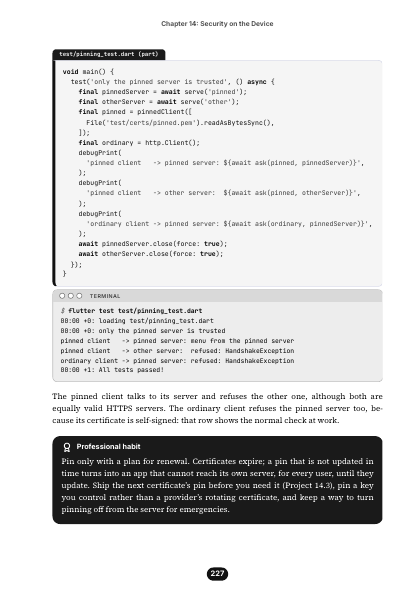 Chapter 14: Security on the Device
test/pinning_test.dart (part)
void main() {
  test('only the pinned server is trusted', () async {
    final pinnedServer = await serve('pinned');
    final otherServer = await serve('other');
    final pinned = pinnedClient([
      File('test/certs/pinned.pem').readAsBytesSync(),
    ]);
    final ordinary = http.Client();
    debugPrint(
      'pinned client   -> pinned server: ${await ask(pinned, pinnedServer)}',
    );
    debugPrint(
      'pinned client   -> other server:  ${await ask(pinned, otherServer)}',
    );
    debugPrint(
      'ordinary client -> pinned server: ${await ask(ordinary, pinnedServer)}',
    );
    await pinnedServer.close(force: true);
    await otherServer.close(force: true);
  });
}
TERMINAL
$ flutter test test/pinning_test.dart
00:00 +0: loading test/pinning_test.dart
00:00 +0: only the pinned server is trusted
pinned client   -> pinned server: menu from the pinned server
pinned client   -> other server:  refused: HandshakeException
ordinary client -> pinned server: refused: HandshakeException
00:00 +1: All tests passed!
The pinned client talks to its server and refuses the other one, although both are
equally valid HTTPS servers. The ordinary client refuses the pinned server too, be-
cause its certificate is self-signed: that row shows the normal check at work.
Professional habit
Pin only with a plan for renewal. Certificates expire; a pin that is not updated in
time turns into an app that cannot reach its own server, for every user, until they
update. Ship the next certificate's pin before you need it (Project 14.3), pin a key
you control rather than a provider's rotating certificate, and keep a way to turn
pinning off from the server for emergencies.
227